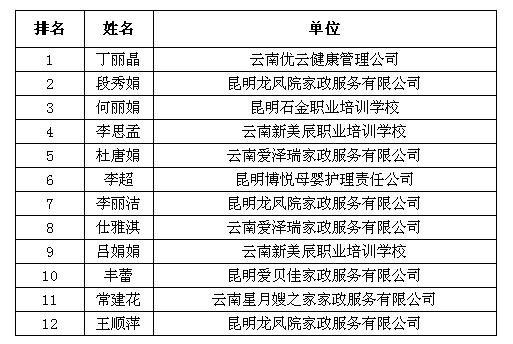 排名 姓名 单位
1 丁丽晶 云南优云健康管理公司
2 段秀娟 昆明龙凤院家政服务有限公司
3 何丽娟 昆明石金职业培训学校
4 李思孟 云南新美辰职业培训学校
5 杜唐娟 云南爱泽瑞家政服务有限公司
6 李超 昆明博悦母婴护理责任公司
7 李丽洁 昆明龙凤院家政服务有限公司
8 仕雅淇 云南爱泽瑞家政服务有限公司
9 吕娟娟 云南新美辰职业培训学校
10 丰蕾 昆明爱贝佳家政服务有限公司
11 常建花 云南星月嫂之家家政服务有限公司
12 王顺萍 昆明龙凤院家政服务有限公司